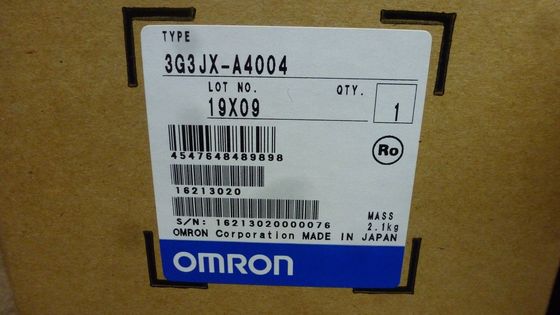 TYPE
3G3JX-A4004
LOT NO. QTY.
19X09 1
Ro
4547648489898
16213020
S/N: 16213020000076
MASS
2.1kg
OMRON Corporation MADE IN JAPAN
OMRON